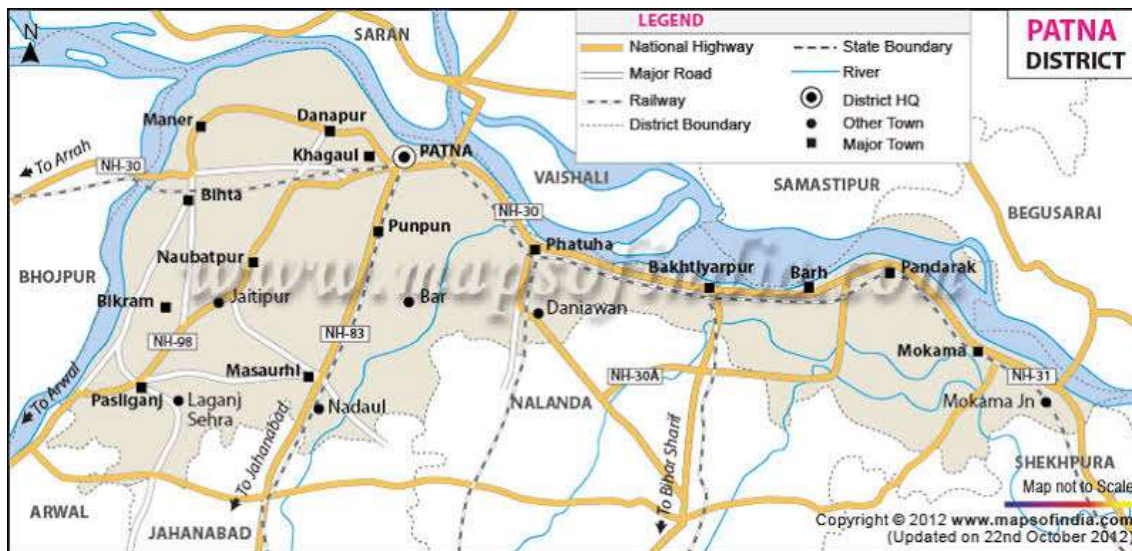 LEGEND
National Highway
Major Road
Railway
District Boundary
State Boundary
River
District HQ
Other Town
Major Town
PATNA
DISTRICT
N
SARAN
Maner
Danapur
Khagaul
PATNA
To Arrah
NH-30
VAISHALI
SAMASTIPUR
BEGUSARAI
Bihta
NH-30
Punpun
Phatuha
Naubatpur
BHOJPUR
Bakhtiyarpur
Barh
Pandarak
www.mapsofindia.com
Bikram
Jaitipur
Bar
Daniawan
NH-83
NH-98
Mokama
Masaurhi
NH-30A
NH-31
To Arwal
Pasliganj
Laganj
Sehra
Nadaul
NALANDA
Mokama Jn
To Jahanabad
To Bihar Sharif
SHEKHPURA
Map not to Scale
ARWAL
JAHANABAD
Copyright © 2012 www.mapsofindia.com
(Updated on 22nd October 2012)